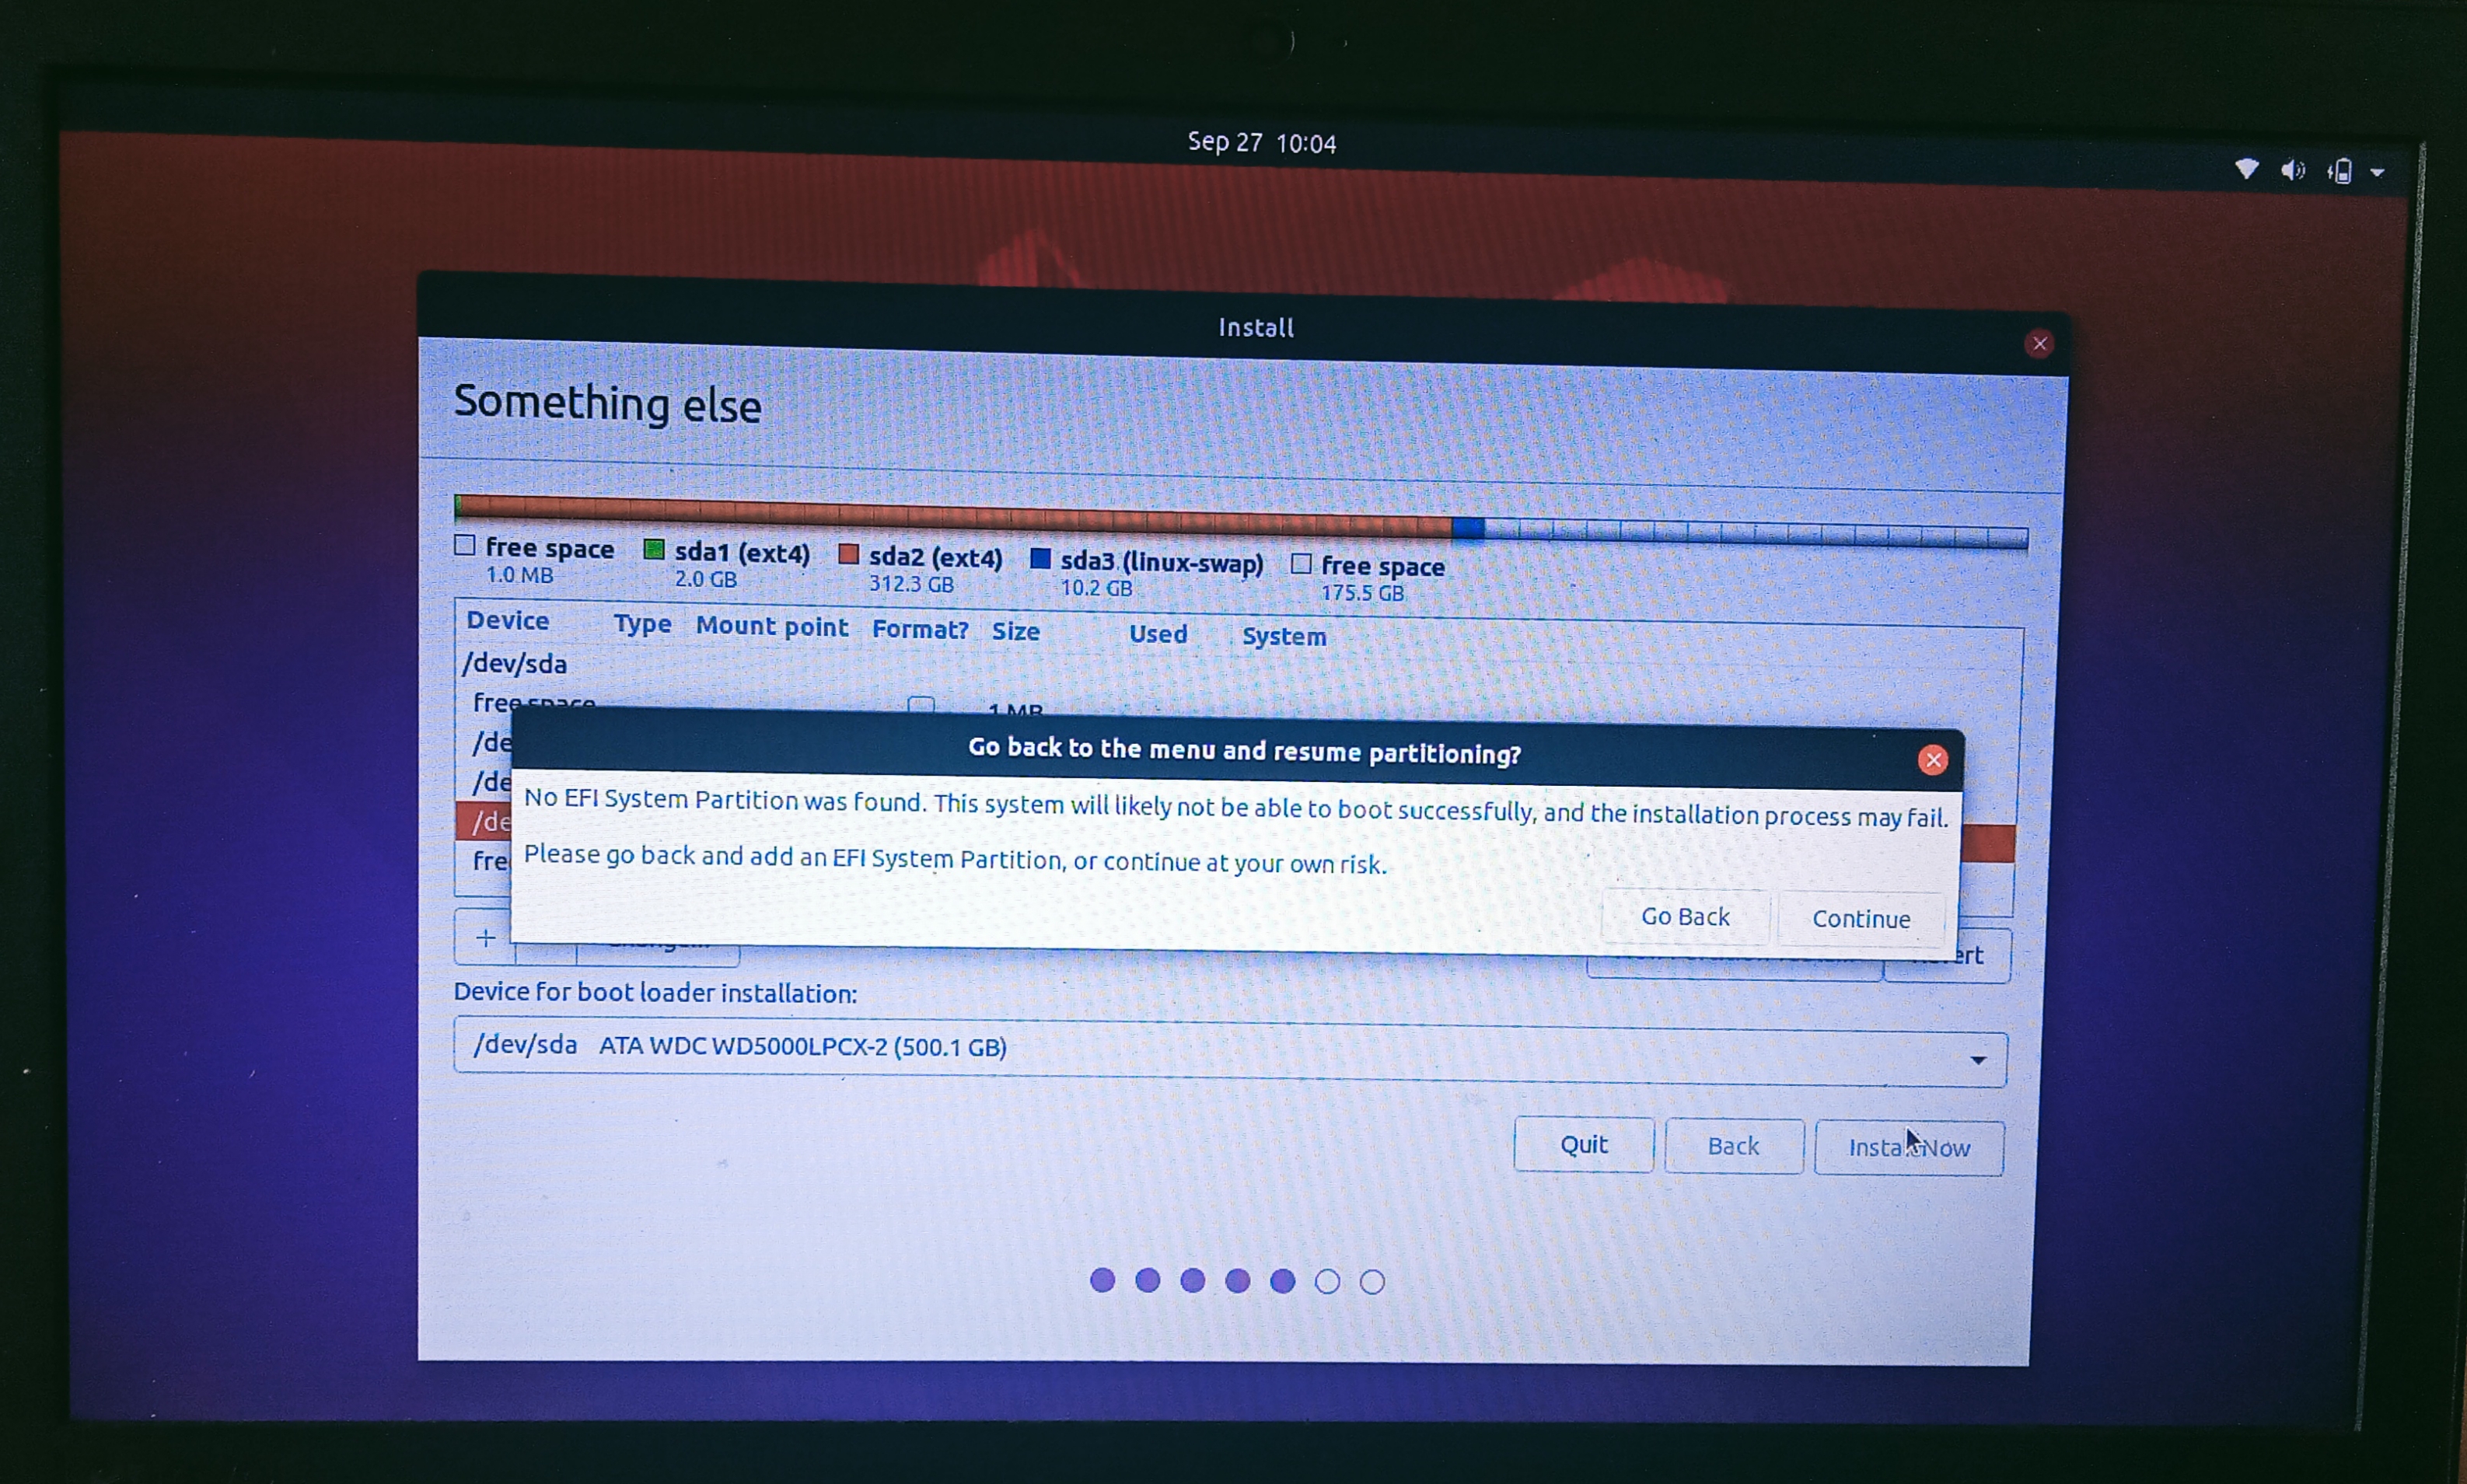 Sep 27 10:04
Install
Something else
free space sda1 (ext4) sda2 (ext4) sda3 (linux-swap) free space
1.0 MB 2.0 GB 312.3 GB 10.2 GB 175.5 GB
Device Type Mount point Format? Size Used System
/dev/sda
free space 1 MB
/de
/de
/de
fre
Go back to the menu and resume partitioning?
No EFI System Partition was found. This system will likely not be able to boot successfully, and the installation process may fail.
Please go back and add an EFI System Partition, or continue at your own risk.
Go Back Continue
+ ert
Device for boot loader installation:
/dev/sda ATA WDC WD5000LPCX-2 (500.1 GB)
Quit Back Install Now